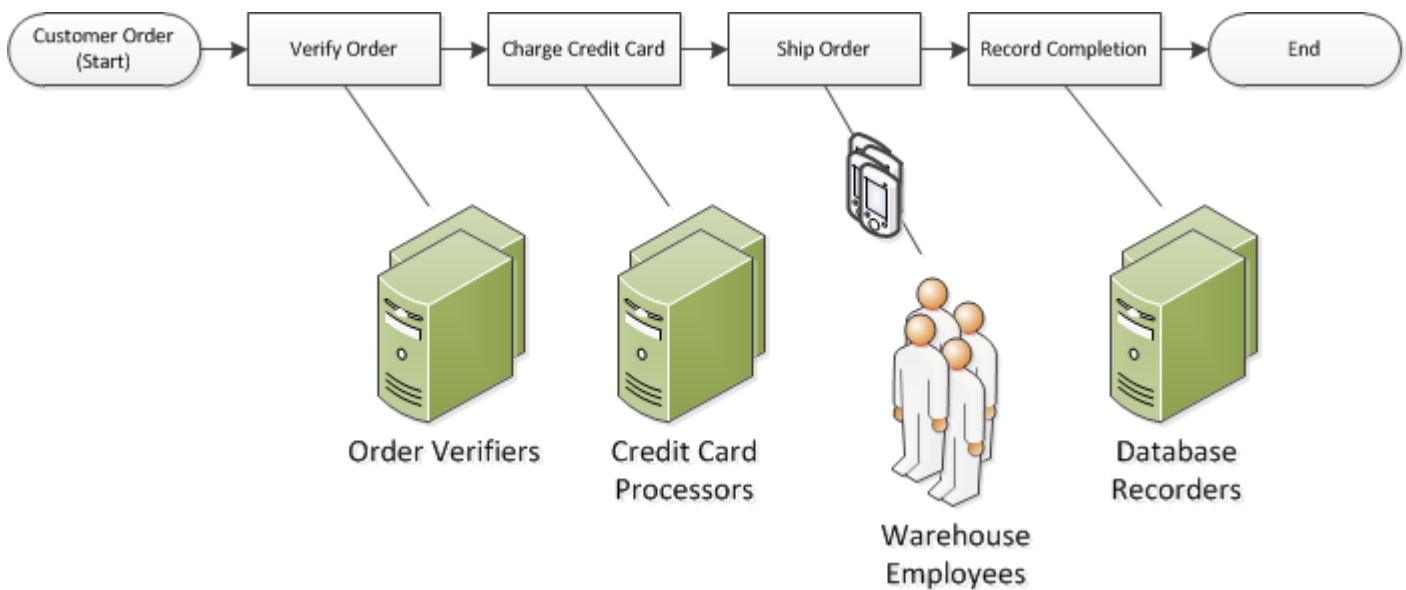 Customer Order
(Start)
Verify Order
Charge Credit Card
Ship Order
Record Completion
End
Order Verifiers
Credit Card
Processors
Warehouse
Employees
Database
Recorders